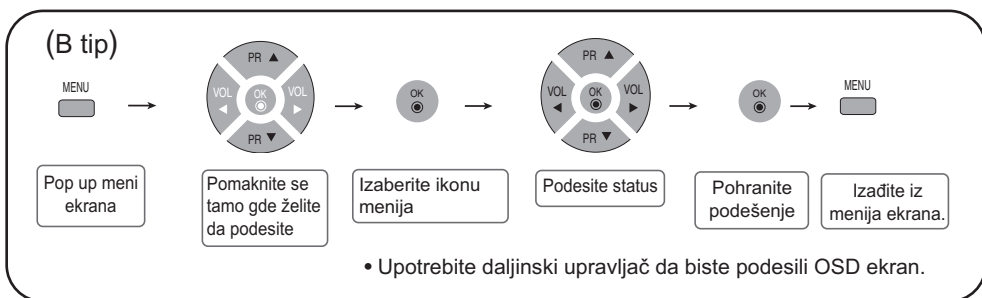 (B tip)
MENU
PR ▲
VOL ◄
OK
VOL ►
PR ▼
OK
PR ▲
VOL ◄
OK
VOL ►
PR ▼
OK
MENU
Pop up meni
ekrana
Pomaknite se
tamo gde želite
da podesite
Izaberite ikonu
menija
Podesite status
Pohranite
podešenje
Izađite iz
menija ekrana.
• Upotrebite daljinski upravljač da biste podesili OSD ekran.